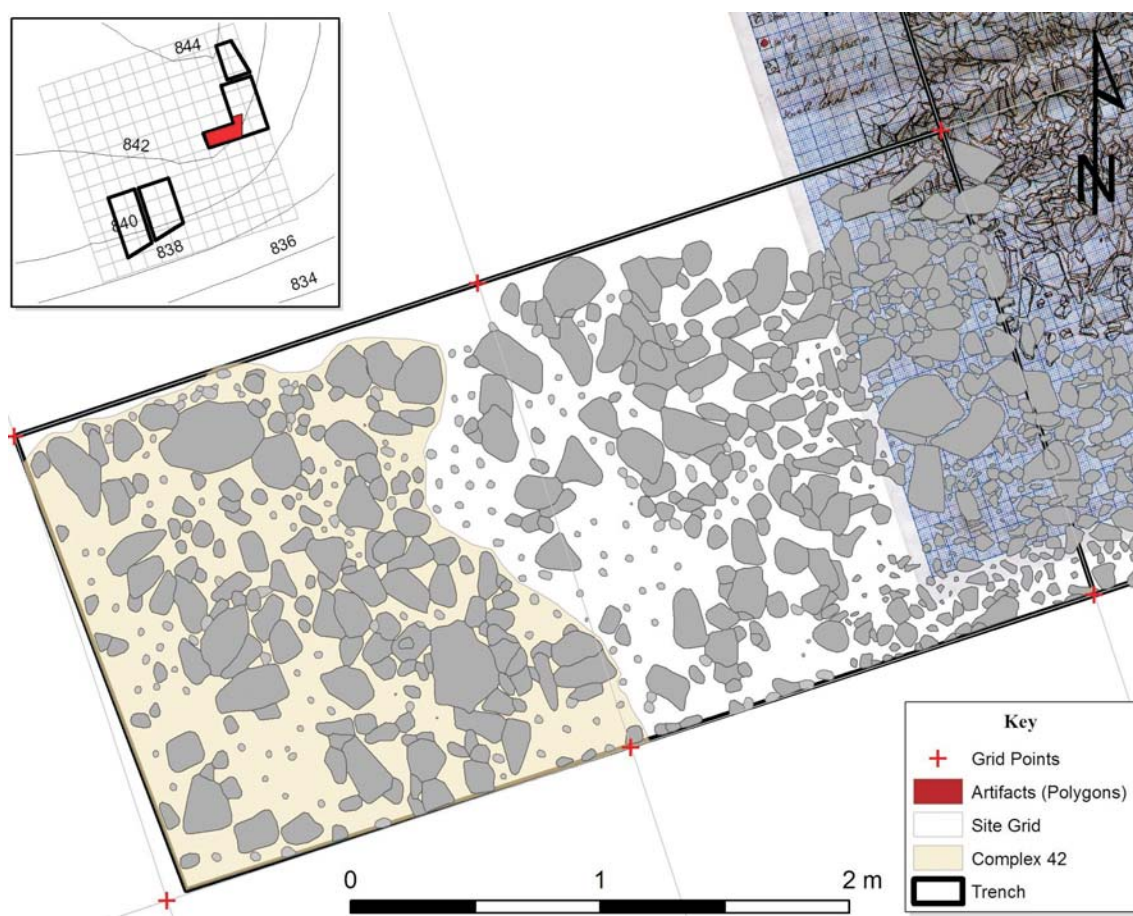 844
842
840
838
836
834
N
Key
Grid Points
Artifacts (Polygons)
Site Grid
Complex 42
Trench
0 1 2 m